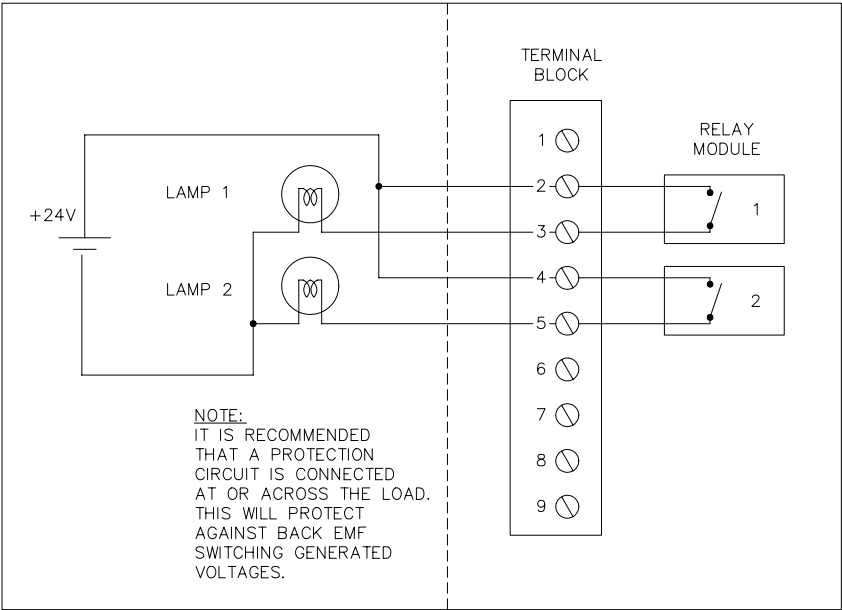 TERMINAL
BLOCK
RELAY
MODULE
1
2
3
4
5
6
7
8
9
1
2
LAMP 1
+24V
LAMP 2
NOTE:
IT IS RECOMMENDED
THAT A PROTECTION
CIRCUIT IS CONNECTED
AT OR ACROSS THE LOAD.
THIS WILL PROTECT
AGAINST BACK EMF
SWITCHING GENERATED
VOLTAGES.